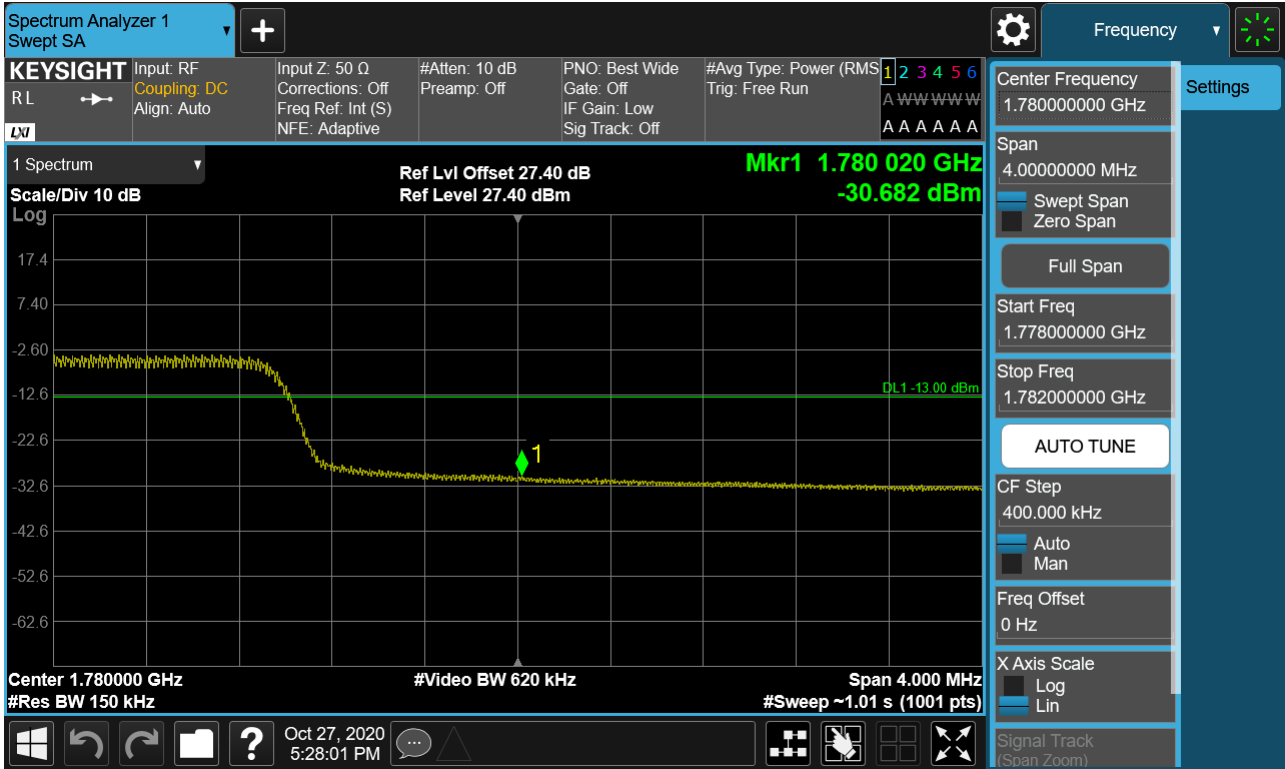 Spectrum Analyzer 1
Swept SA
Frequency
KEYSIGHT
R L
LXI
Input: RF
Coupling: DC
Align: Auto
Input Z: 50 Ω
Corrections: Off
Freq Ref: Int (S)
NFE: Adaptive
#Atten: 10 dB
Preamp: Off
PNO: Best Wide
Gate: Off
IF Gain: Low
Sig Track: Off
#Avg Type: Power (RMS
Trig: Free Run
1 2 3 4 5 6
A W W W W W
A A A A A A
1 Spectrum
Scale/Div 10 dB
Log
Ref Lvl Offset 27.40 dB
Ref Level 27.40 dBm
Mkr1 1.780 020 GHz
-30.682 dBm
17.4
7.40
-2.60
-12.6
-22.6
-32.6
-42.6
-52.6
-62.6
DL1 -13.00 dBm
1
Center 1.780000 GHz
#Res BW 150 kHz
#Video BW 620 kHz
Span 4.000 MHz
#Sweep ~1.01 s (1001 pts)
Center Frequency
1.780000000 GHz
Settings
Span
4.00000000 MHz
Swept Span
Zero Span
Full Span
Start Freq
1.778000000 GHz
Stop Freq
1.782000000 GHz
AUTO TUNE
CF Step
400.000 kHz
Auto
Man
Freq Offset
0 Hz
X Axis Scale
Log
Lin
Signal Track
(Span Zoom)
?
Oct 27, 2020
5:28:01 PM